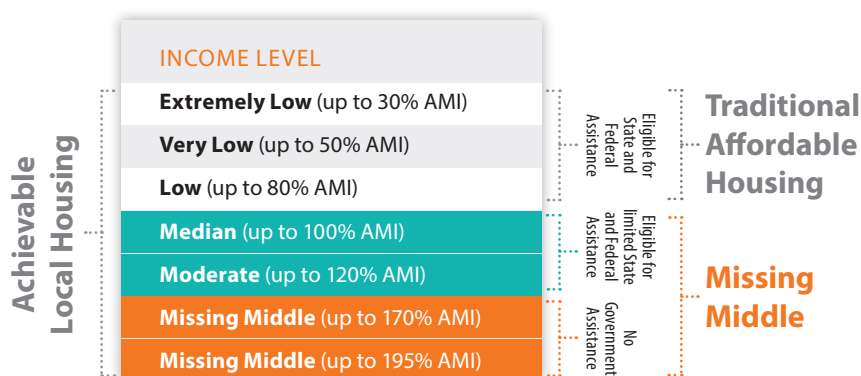 INCOME LEVEL
Extremely Low (up to 30% AMI)
Very Low (up to 50% AMI)
Low (up to 80% AMI)
Median (up to 100% AMI)
Moderate (up to 120% AMI)
Missing Middle (up to 170% AMI)
Missing Middle (up to 195% AMI)
Achievable
Local Housing
Eligible for
State and
Federal
Assistance
Eligible for
limited State
and Federal
Assistance
No
Government
Assistance
Traditional
Affordable
Housing
Missing
Middle